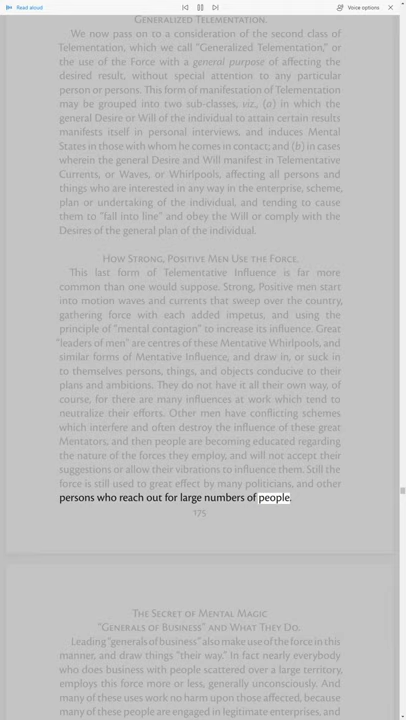 Read aloud
Voice options
Generalized Telementation.
We now pass on to a consideration of the second class of
Telementation, which we call "Generalized Telementation," or
the use of the Force with a general purpose of affecting the
desired result, without special attention to any particular
person or persons. This form of manifestation of Telementation
may be grouped into two sub-classes, viz., (a) in which the
general Desire or Will of the individual to attain certain results
manifests itself in personal interviews, and induces Mental
States in those with whom he comes in contact; and (b) in cases
wherein the general Desire and Will manifest in Telementative
Currents, or Waves, or Whirlpools, affecting all persons and
things who are interested in any way in the enterprise, scheme,
plan or undertaking of the individual, and tending to cause
them to "fall into line" and obey the Will or comply with the
Desires of the general plan of the individual.
How Strong, Positive Men Use the Force.
This last form of Telementative Influence is far more
common than one would suppose. Strong, Positive men start
into motion waves and currents that sweep over the country,
gathering force with each added impetus, and using the
principle of "mental contagion" to increase its influence. Great
"leaders of men" are centres of these Mentative Whirlpools, and
similar forms of Mentative Influence, and draw in, or suck in
to themselves persons, things, and objects conducive to their
plans and ambitions. They do not have it all their own way, of
course, for there are many influences at work which tend to
neutralize their efforts. Other men have conflicting schemes
which interfere and often destroy the influence of these great
Mentators, and then people are becoming educated regarding
the nature of the forces they employ, and will not accept their
suggestions or allow their vibrations to influence them. Still the
force is still used to great effect by many politicians, and other
persons who reach out for large numbers of people.
175
The Secret of Mental Magic
"Generals of Business" and What They Do.
Leading "generals of business" also make use of the force in this
manner, and draw things "their way." In fact nearly everybody
who does business with people scattered over a large territory,
employs this force more or less, generally unconsciously. And
many of these uses work no harm upon those affected, because
many of these people are engaged in legitimate enterprises, and